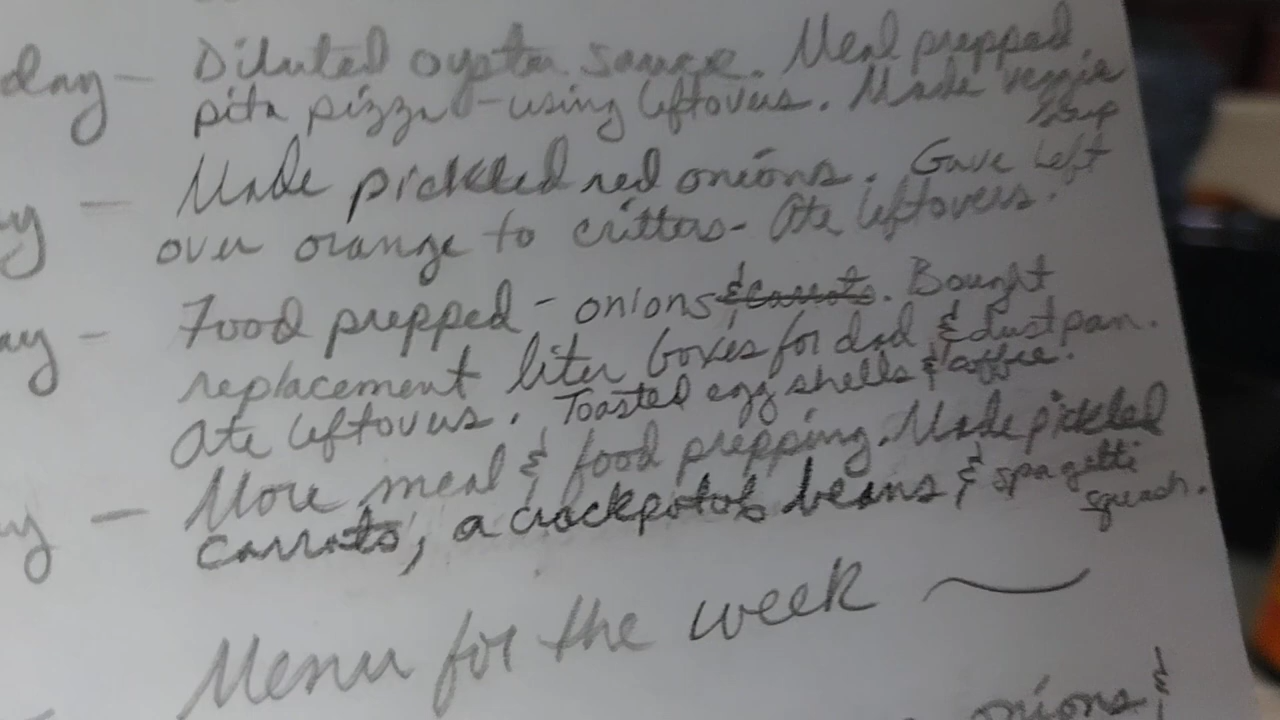 day - Diluted oyster sauce. Meal prepped
pita pizza - using leftovers. Made veggie
soup
y - Made pickled red onions. Gave left
over orange to critters - Ate leftovers.
ay - Food prepped - onions & carrots. Bought
replacement liter boxes for dad & dust pan.
Ate leftovers. Toasted egg shells & coffee.
y - More meal & food prepping. Made pickled
carrots, a crockpot of beans & spagetti
squash.
Menu for the week
onions &